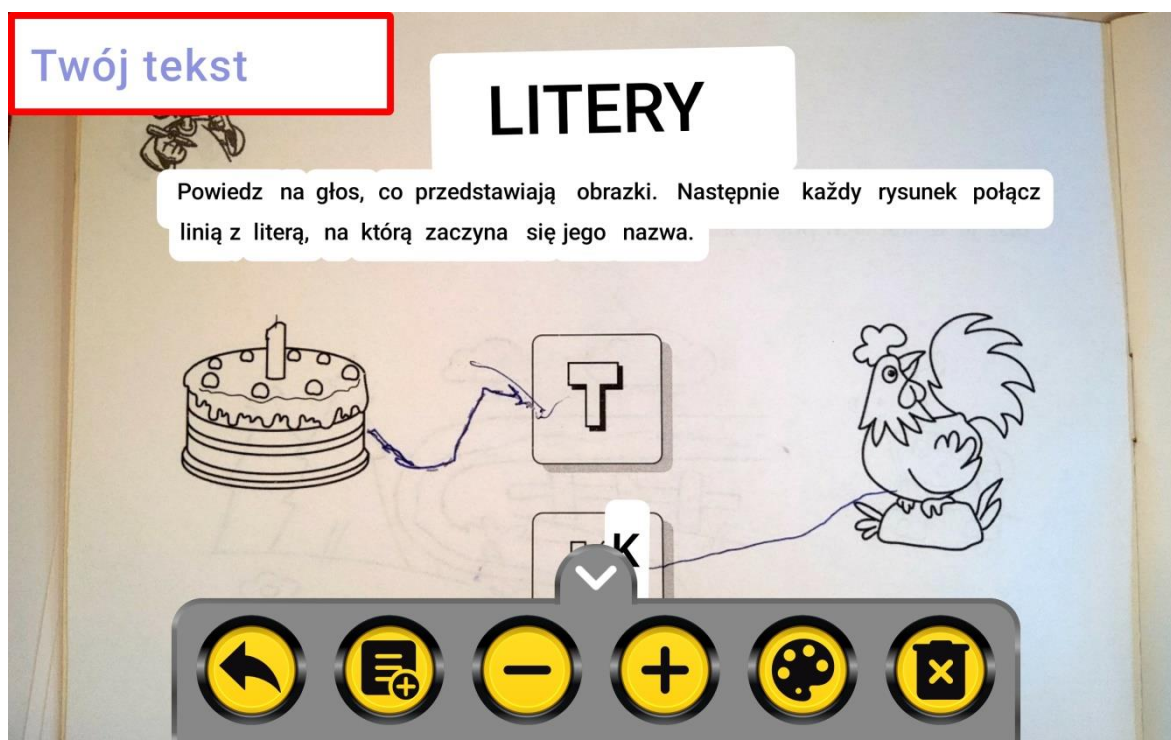 Twój tekst
LITERY
Powiedz na głos, co przedstawiają obrazki. Następnie każdy rysunek połącz
linią z literą, na którą zaczyna się jego nazwa.
T
K